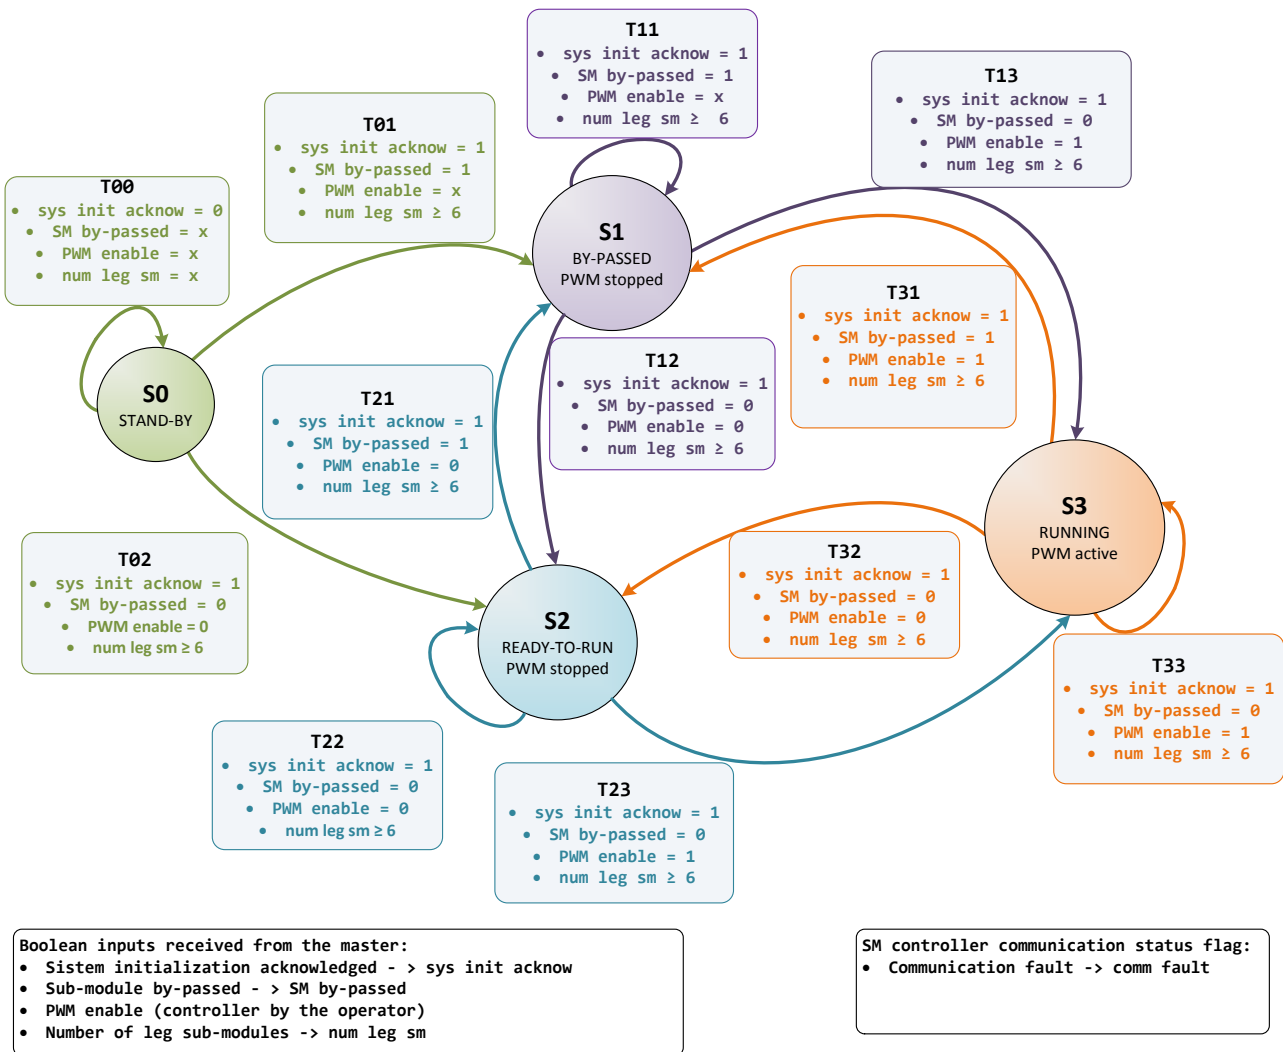 T11
• sys init acknow = 1
• SM by-passed = 1
• PWM enable = x
• num leg sm ≥ 6
T13
• sys init acknow = 1
• SM by-passed = 0
• PWM enable = 1
• num leg sm ≥ 6
T01
• sys init acknow = 1
• SM by-passed = 1
• PWM enable = x
• num leg sm ≥ 6
T00
• sys init acknow = 0
• SM by-passed = x
• PWM enable = x
• num leg sm = x
S1
BY-PASSED
PWM stopped
T31
• sys init acknow = 1
• SM by-passed = 1
• PWM enable = 1
• num leg sm ≥ 6
T12
• sys init acknow = 1
• SM by-passed = 0
• PWM enable = 0
• num leg sm ≥ 6
S0
STAND-BY
T21
• sys init acknow = 1
• SM by-passed = 1
• PWM enable = 0
• num leg sm ≥ 6
S3
RUNNING
PWM active
T02
• sys init acknow = 1
• SM by-passed = 0
• PWM enable = 0
• num leg sm ≥ 6
T32
• sys init acknow = 1
• SM by-passed = 0
• PWM enable = 0
• num leg sm ≥ 6
S2
READY-TO-RUN
PWM stopped
T33
• sys init acknow = 1
• SM by-passed = 0
• PWM enable = 1
• num leg sm ≥ 6
T22
• sys init acknow = 1
• SM by-passed = 0
• PWM enable = 0
• num leg sm ≥ 6
T23
• sys init acknow = 1
• SM by-passed = 0
• PWM enable = 1
• num leg sm ≥ 6
Boolean inputs received from the master:
• Sistem initialization acknowledged - > sys init acknow
• Sub-module by-passed - > SM by-passed
• PWM enable (controller by the operator)
• Number of leg sub-modules -> num leg sm
SM controller communication status flag:
• Communication fault -> comm fault